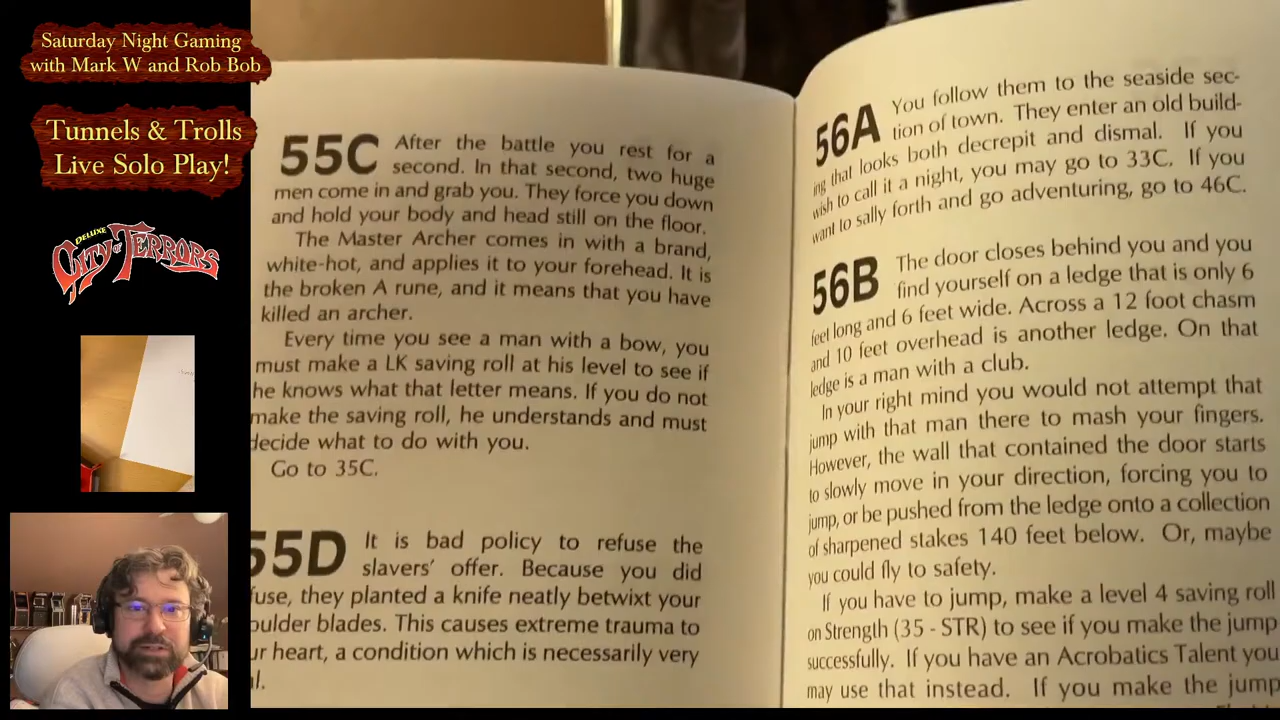 Saturday Night Gaming
with Mark W and Rob Bob
Tunnels & Trolls
Live Solo Play!
DELUXE
CITY OF TERRORS
55C After the battle you rest for a
second. In that second, two huge
men come in and grab you. They force you down
and hold your body and head still on the floor.
The Master Archer comes in with a brand,
white-hot, and applies it to your forehead. It is
the broken A rune, and it means that you have
killed an archer.
Every time you see a man with a bow, you
must make a LK saving roll at his level to see if
he knows what that letter means. If you do not
make the saving roll, he understands and must
decide what to do with you.
Go to 35C.
55D It is bad policy to refuse the
slavers' offer. Because you did
fuse, they planted a knife neatly betwixt your
oulder blades. This causes extreme trauma to
ur heart, a condition which is necessarily very
l.
56A You follow them to the seaside sec-
tion of town. They enter an old build-
ing that looks both decrepit and dismal. If you
wish to call it a night, you may go to 33C. If you
want to sally forth and go adventuring, go to 46C.
56B The door closes behind you and you
find yourself on a ledge that is only 6
feet long and 6 feet wide. Across a 12 foot chasm
and 10 feet overhead is another ledge. On that
ledge is a man with a club.
In your right mind you would not attempt that
jump with that man there to mash your fingers.
However, the wall that contained the door starts
to slowly move in your direction, forcing you to
jump, or be pushed from the ledge onto a collection
of sharpened stakes 140 feet below. Or, maybe
you could fly to safety.
If you have to jump, make a level 4 saving roll
on Strength (35 - STR) to see if you make the jump
successfully. If you have an Acrobatics Talent you
may use that instead. If you make the jump